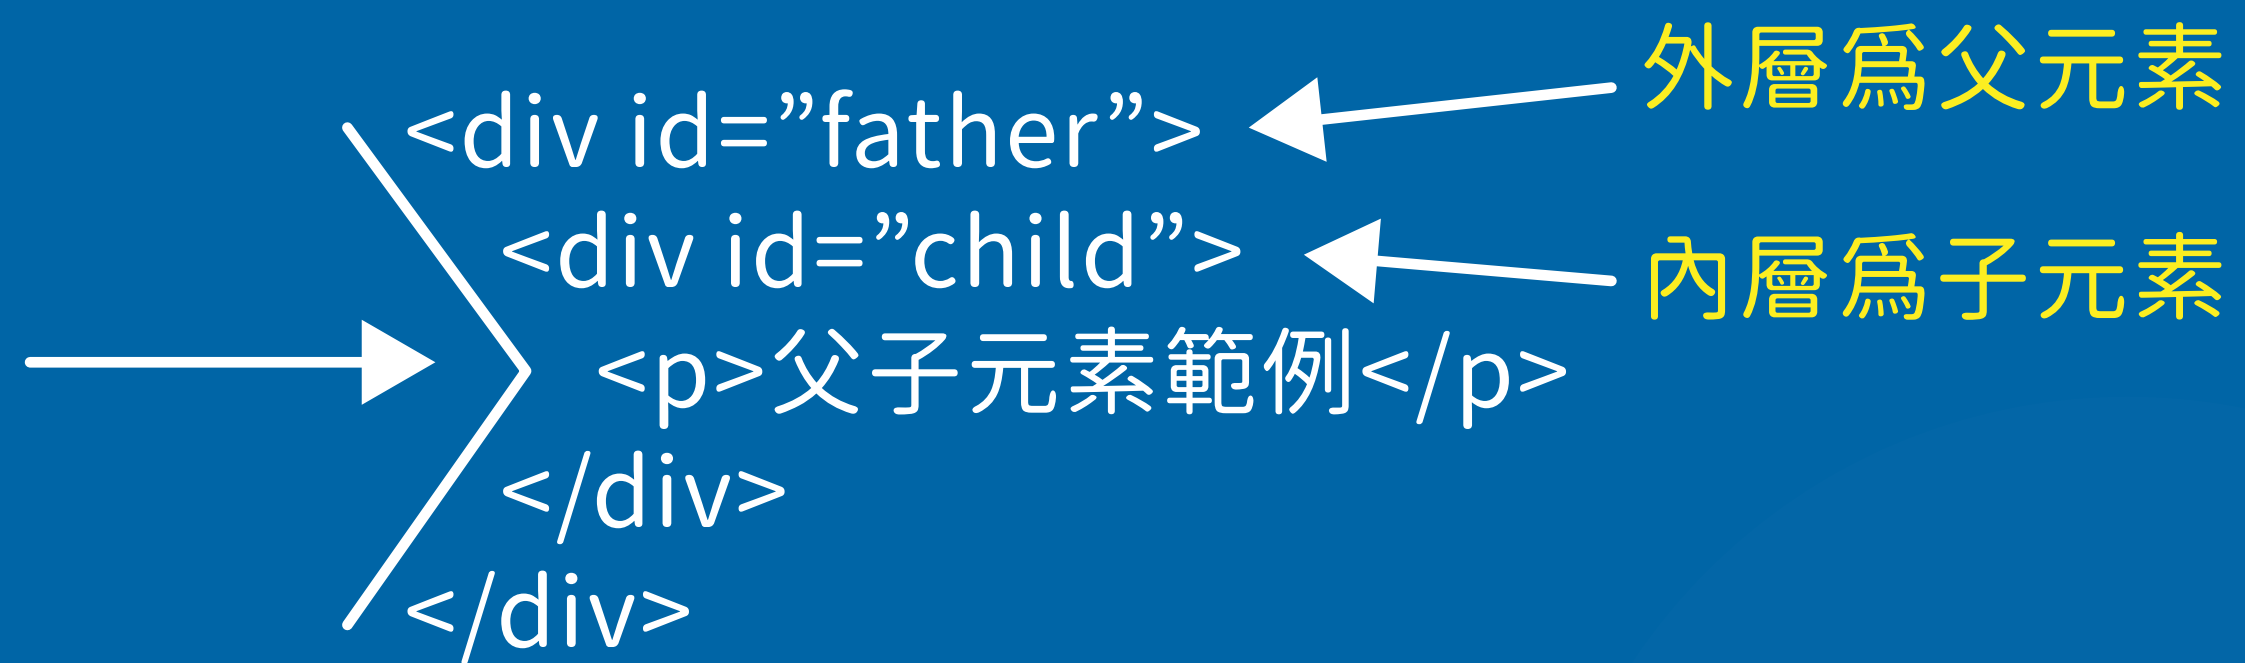 外層爲父元素
<div id=”father”>
<div id=”child”>
內層爲子元素
<p>父子元素範例</p>
</div>
</div>